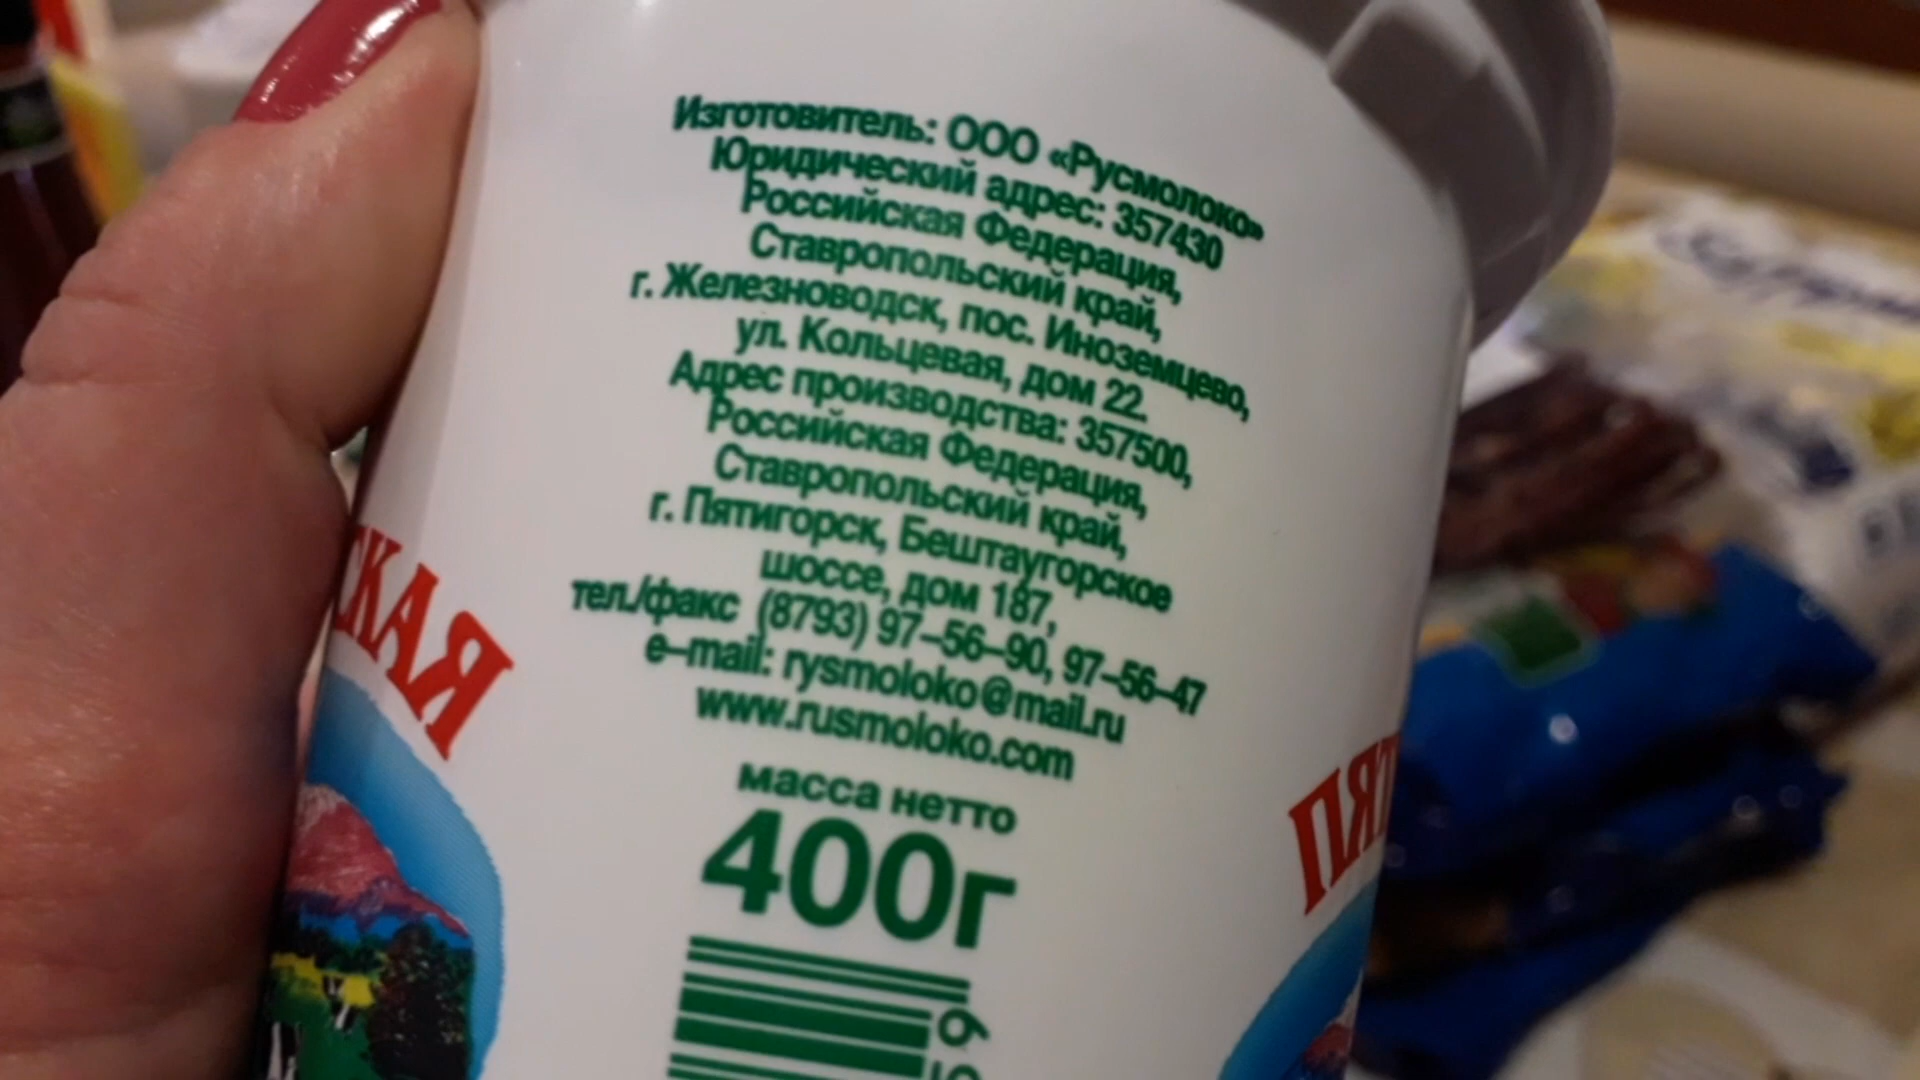 Изготовитель: ООО «Русмолоко»
Юридический адрес: 357430
Российская Федерация,
Ставропольский край,
г. Железноводск, пос. Иноземцево,
ул. Кольцевая, дом 22.
Адрес производства: 357500,
Российская Федерация,
Ставропольский край,
г. Пятигорск, Бештаугорское
шоссе, дом 187,
тел./факс (8793) 97–56–90, 97–56–47
e–mail: rysmoloko@mail.ru
www.rusmoloko.com
масса нетто
400г
СКАЯ
ПЯТ